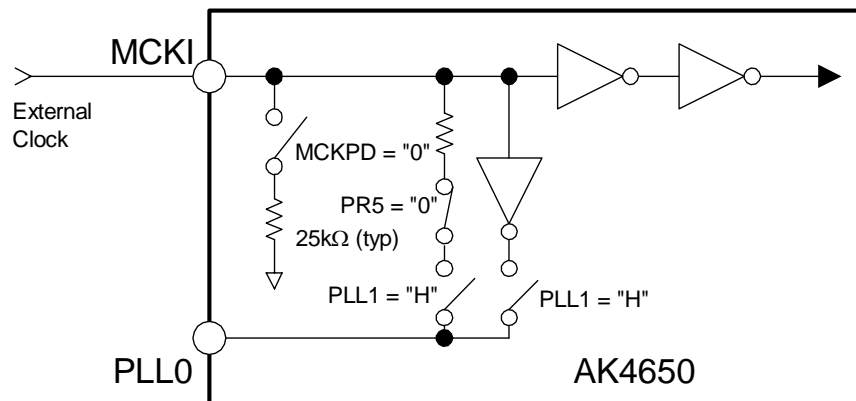 MCKI
External
Clock
MCKPD = "0"
PR5 = "0"
25kΩ (typ)
PLL1 = "H"
PLL1 = "H"
PLL0
AK4650